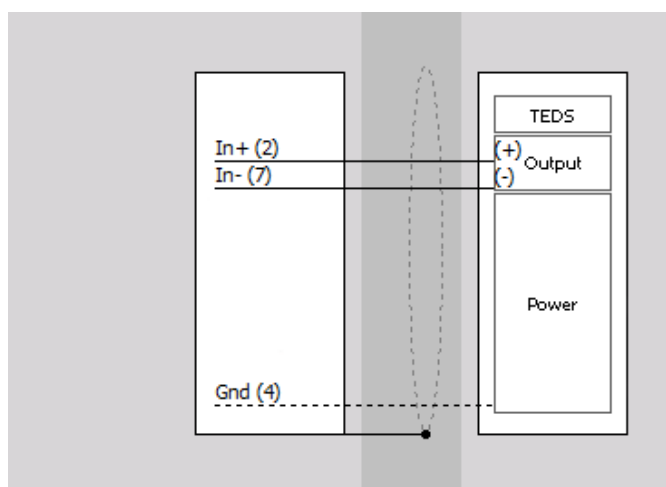 TEDS
In+ (2)
(+)
Output
In- (7)
(-)
Power
Gnd (4)